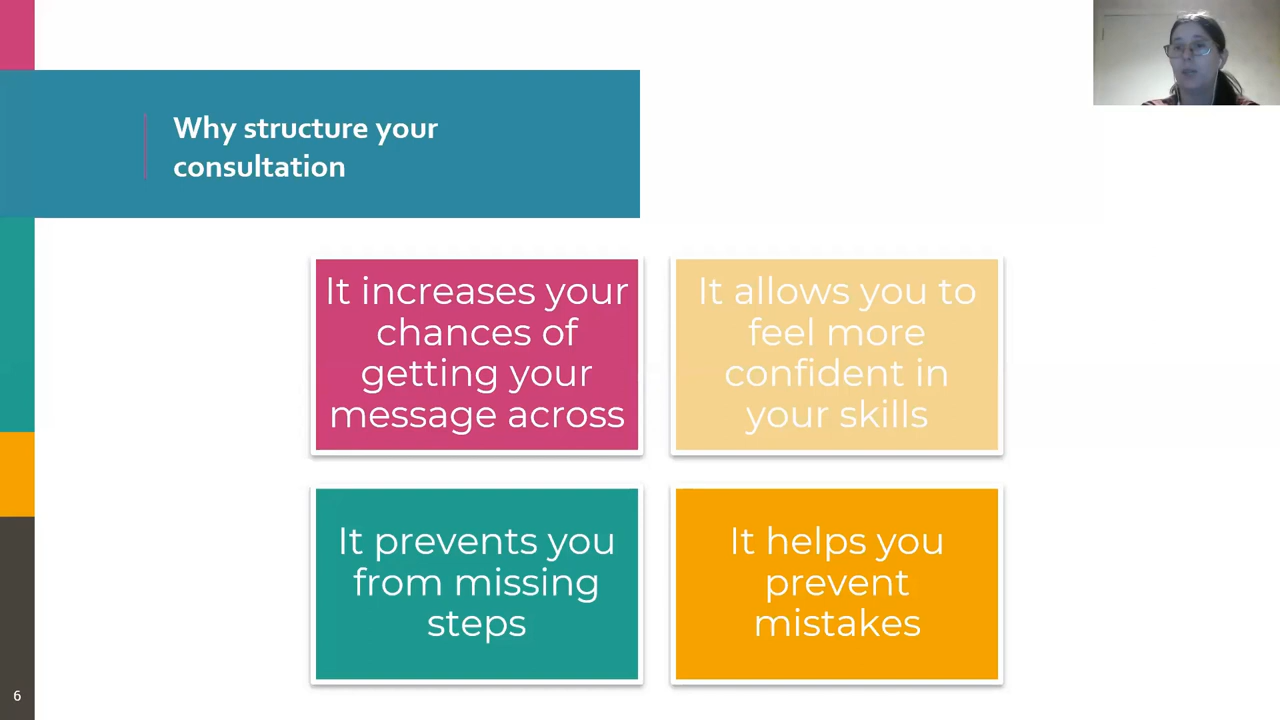 Why structure your
consultation
It increases your
chances of
getting your
message across
It allows you to
feel more
confident in
your skills
It prevents you
from missing
steps
It helps you
prevent
mistakes
6